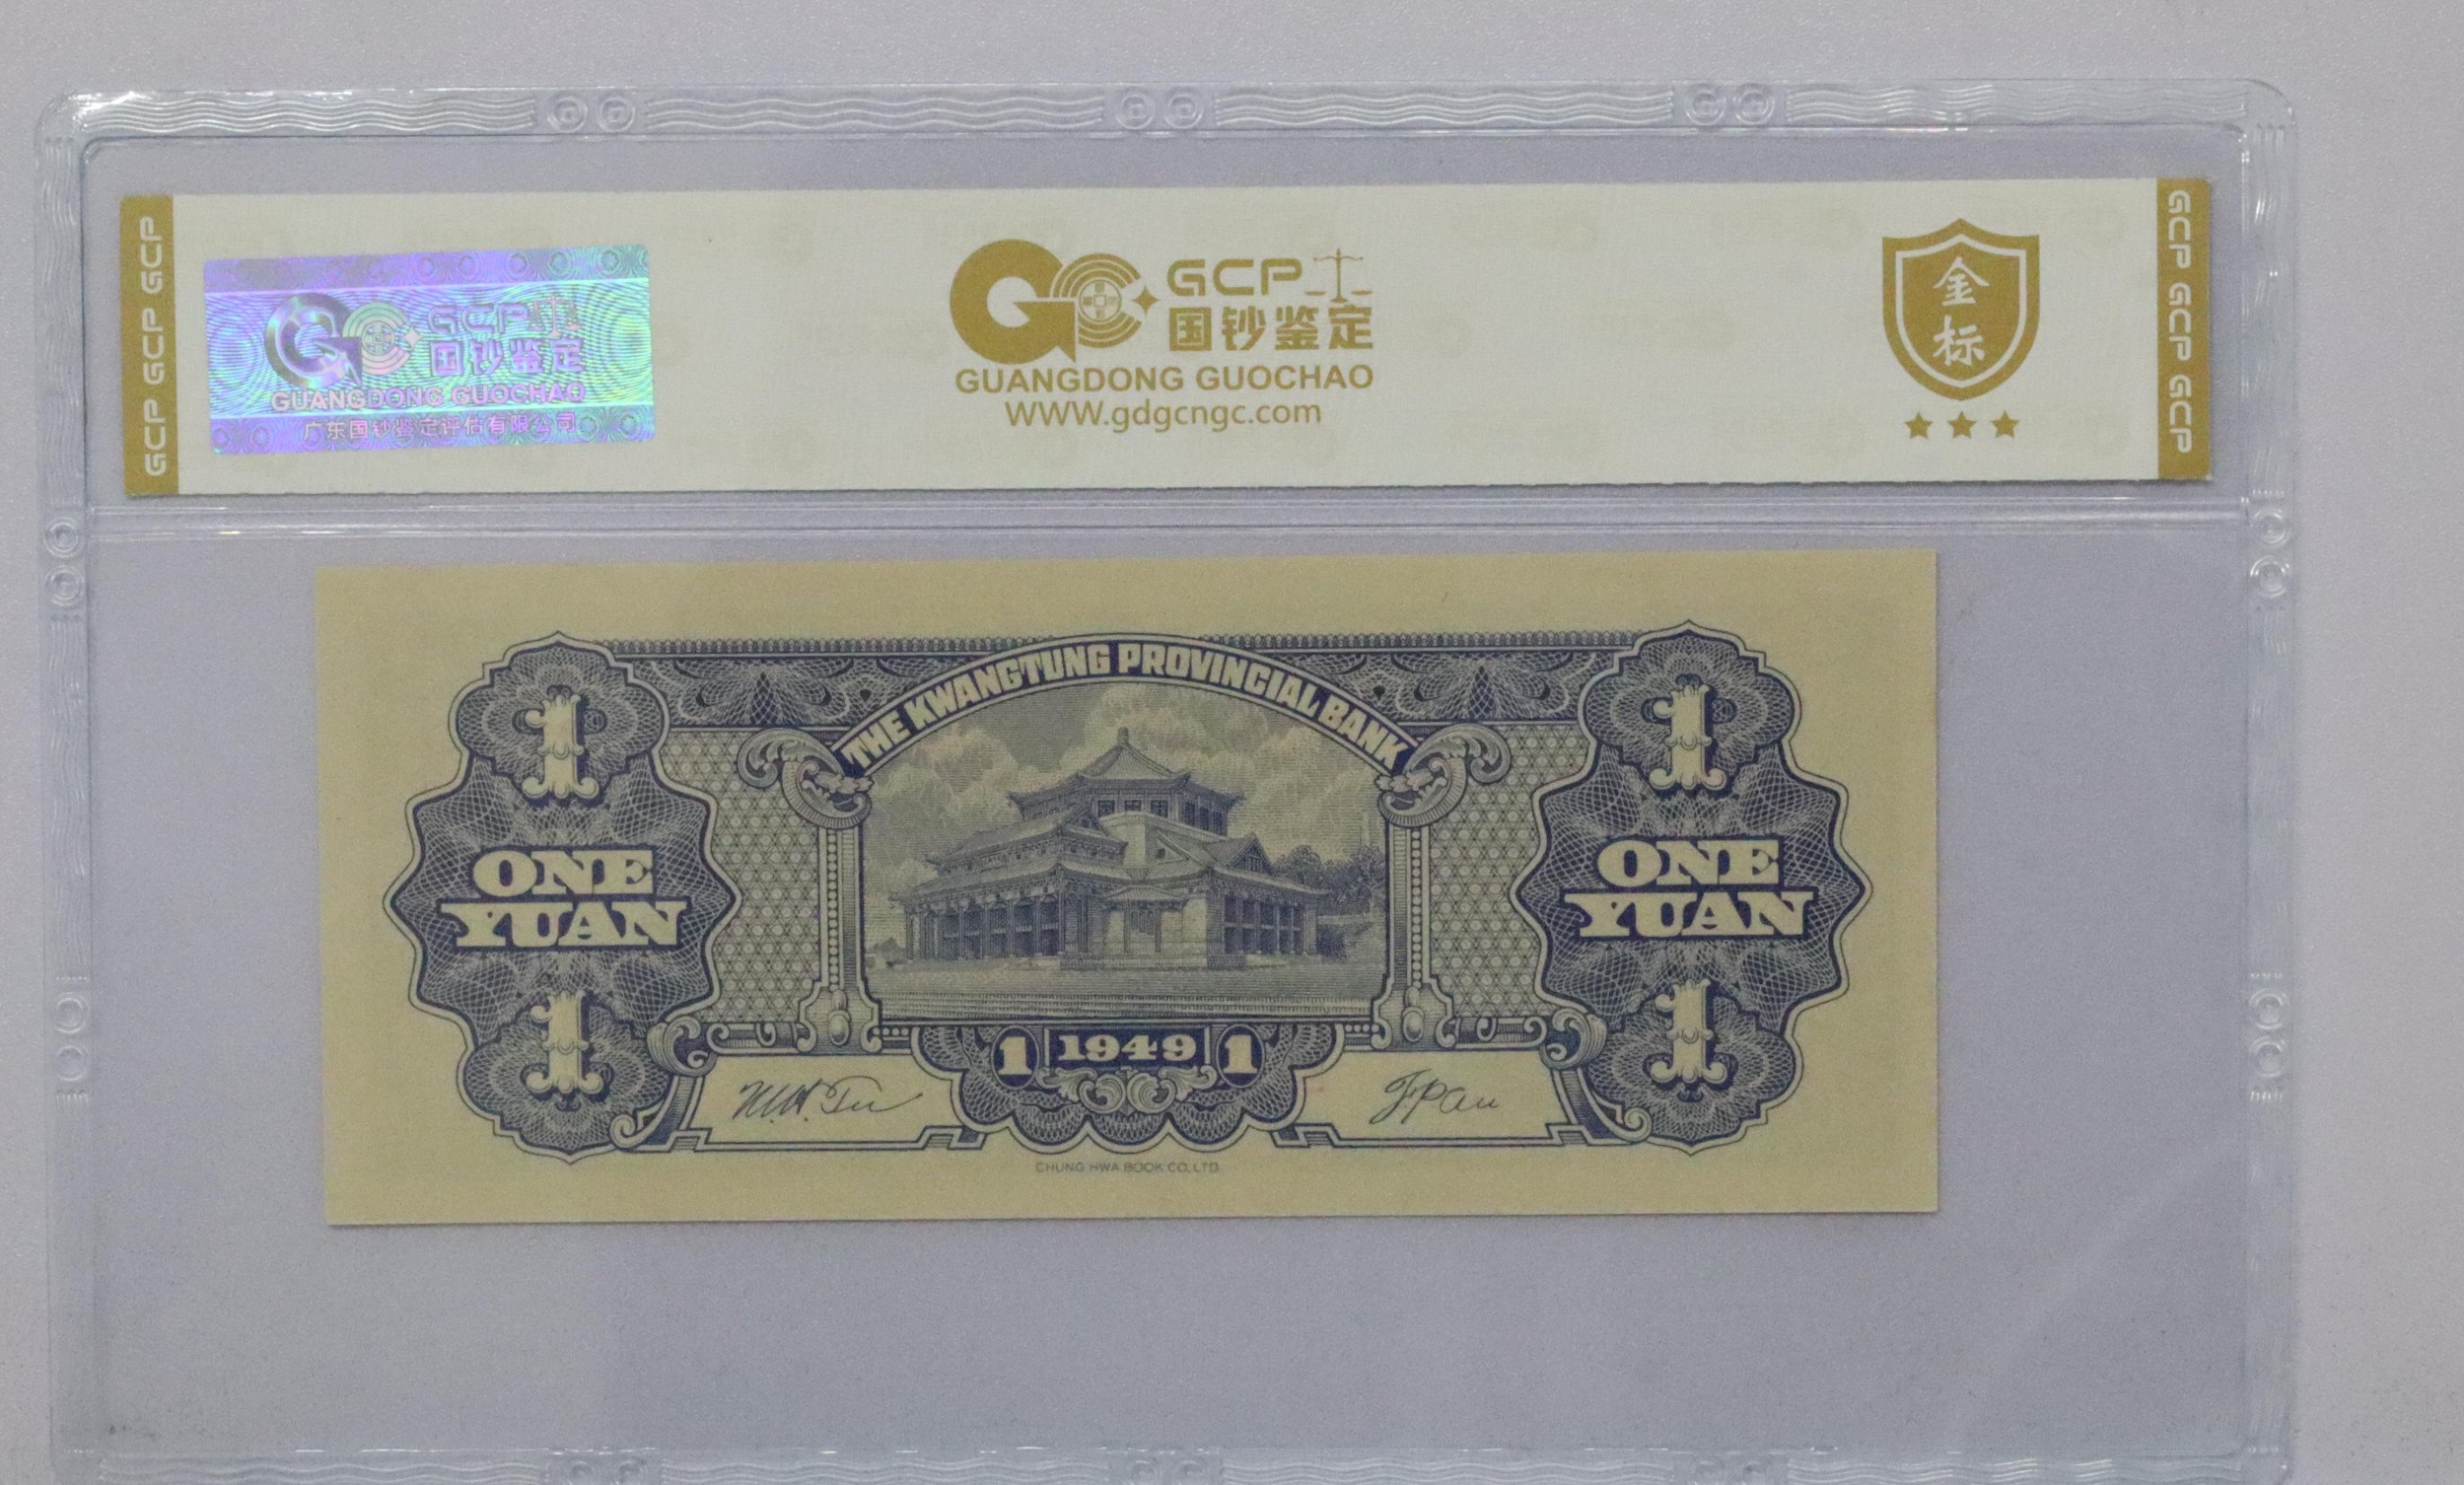 GCP GCP GCP
GCP
国钞鉴定
GUANGDONG GUOCHAO
广东国钞鉴定评估有限公司
GCP
国钞鉴定
GUANGDONG GUOCHAO
WWW.gdgcngc.com
金
标
GCP GCP GCP
THE KWANGTUNG PROVINCIAL BANK
1
1
ONE
YUAN
ONE
YUAN
1
1
1 1949 1
CHUNG HWA BOOK CO., LTD.